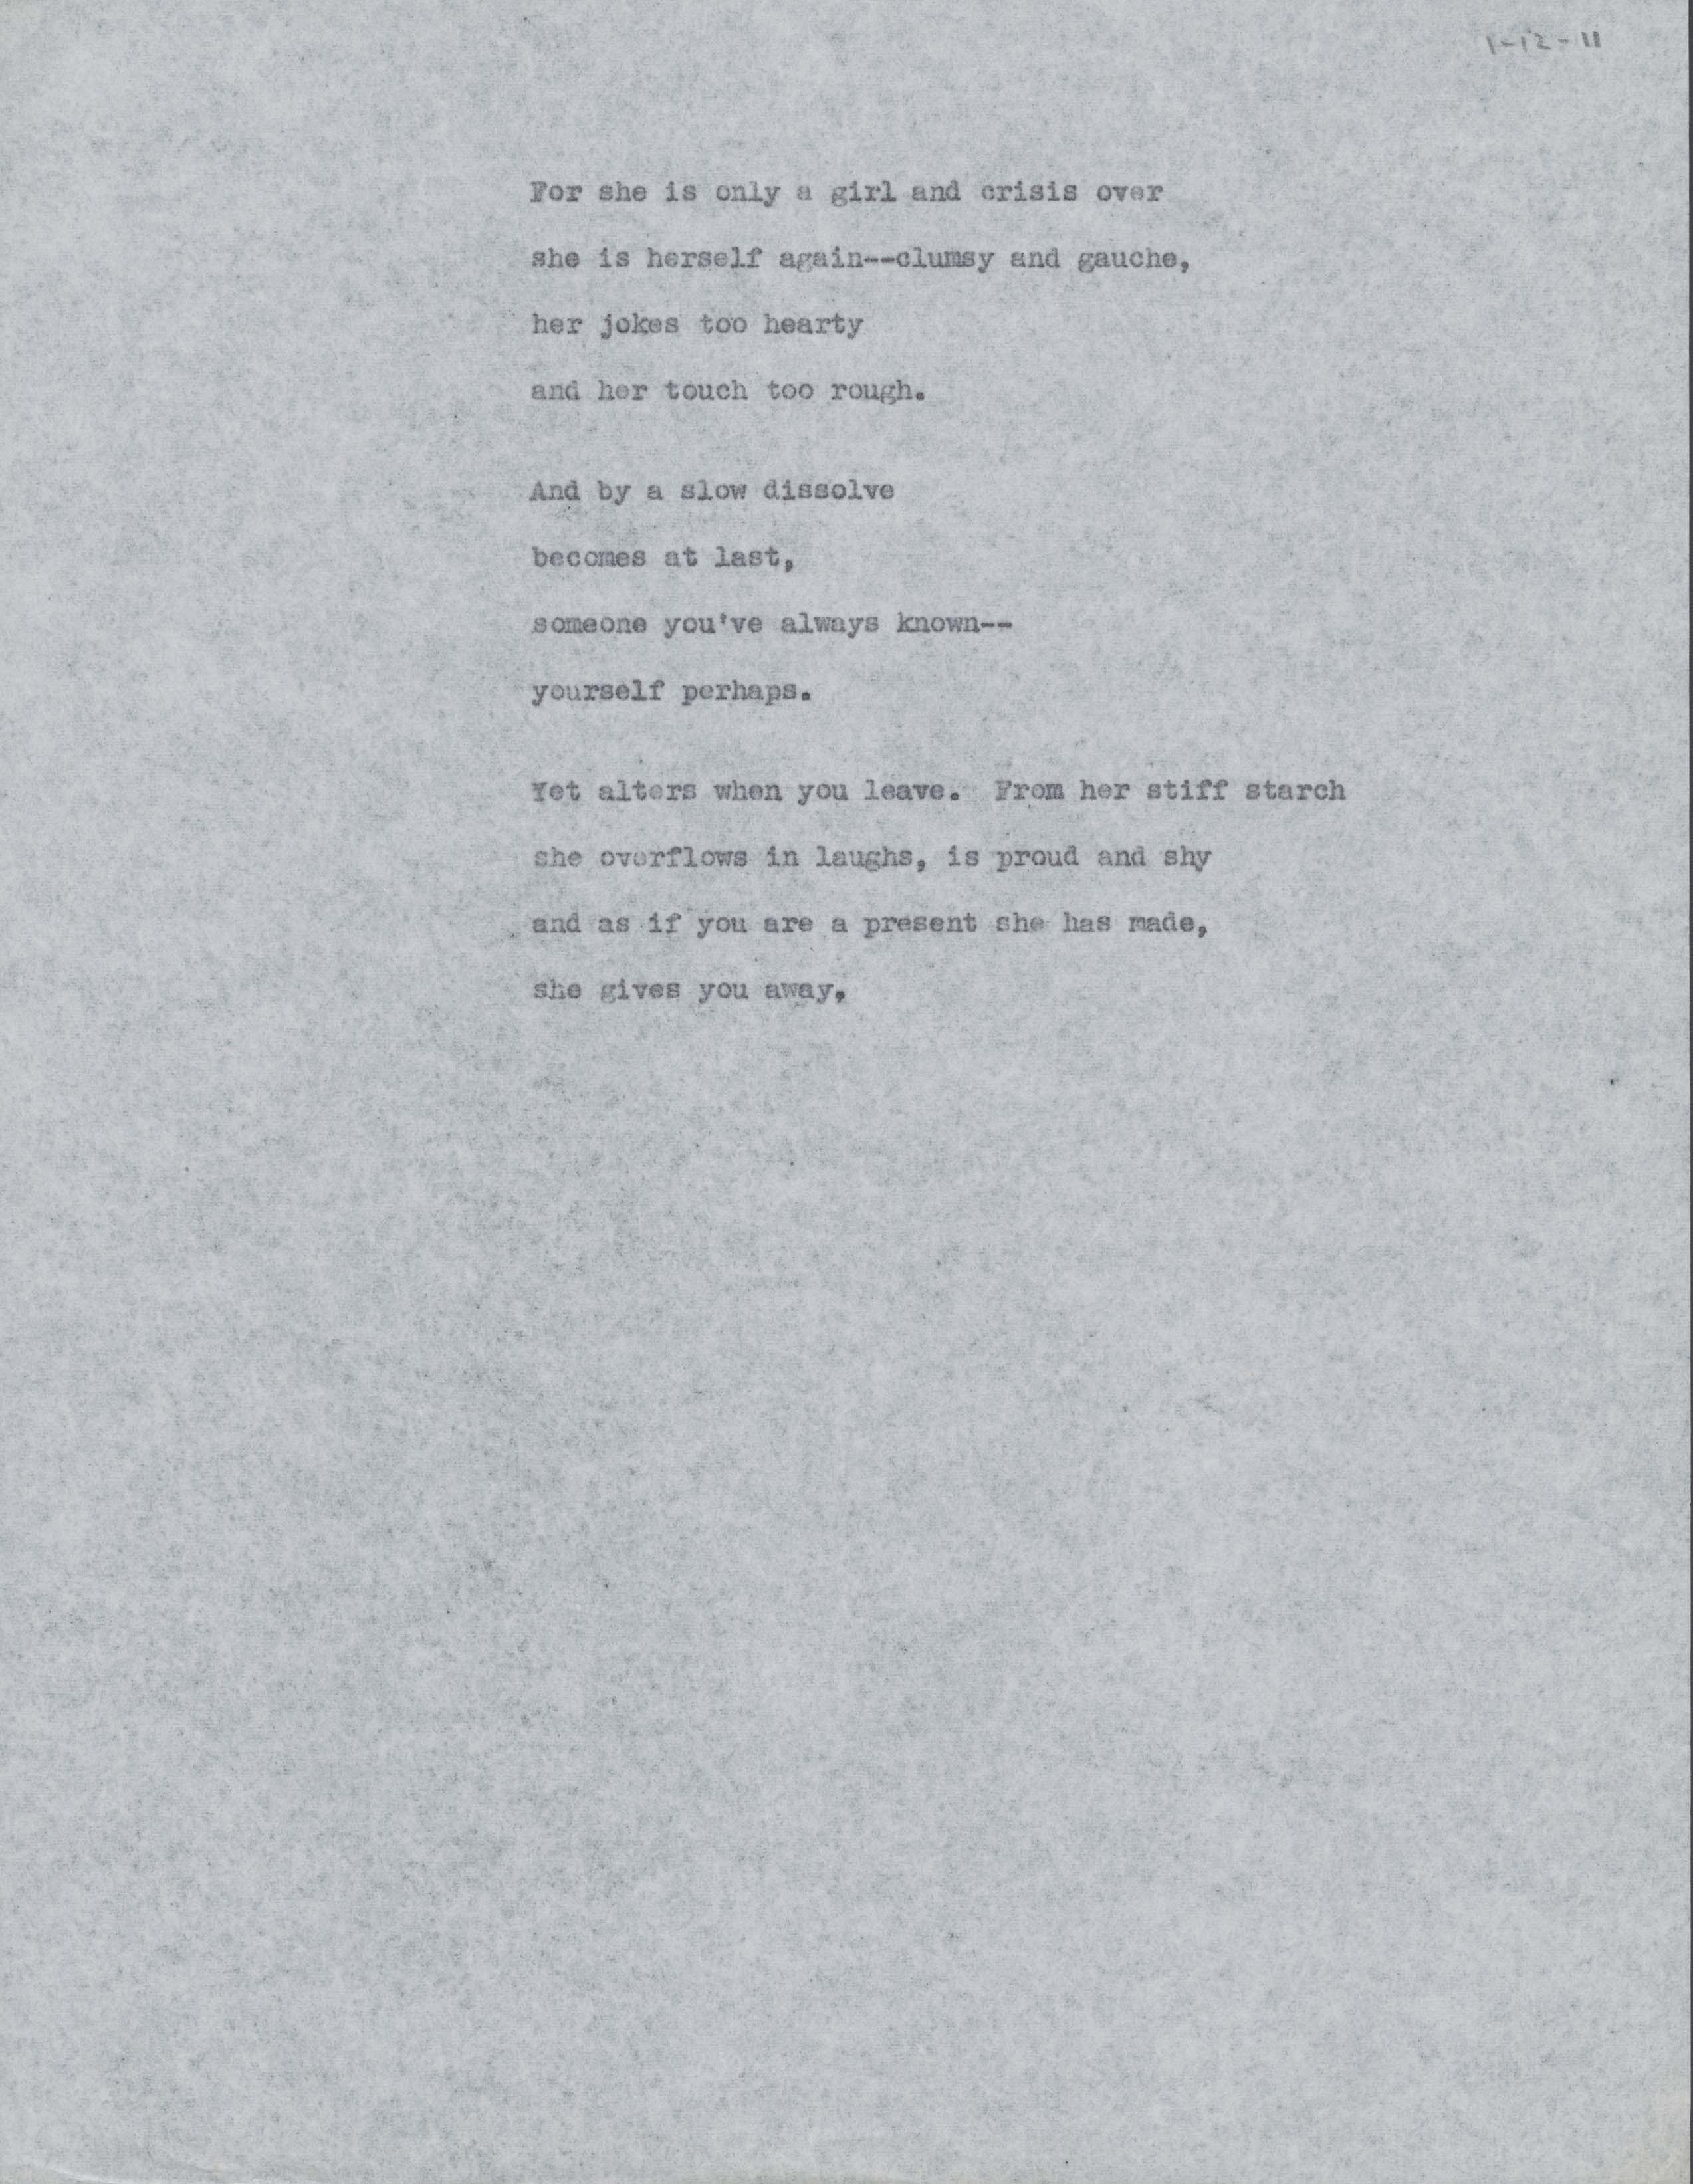 1-12-11
For she is only a girl and crisis over
she is herself again--clumsy and gauche,
her jokes too hearty
and her touch too rough.
And by a slow dissolve
becomes at last,
someone you've always known--
yourself perhaps.
Yet alters when you leave.  From her stiff starch
she overflows in laughs, is proud and shy
and as if you are a present she has made,
she gives you away.